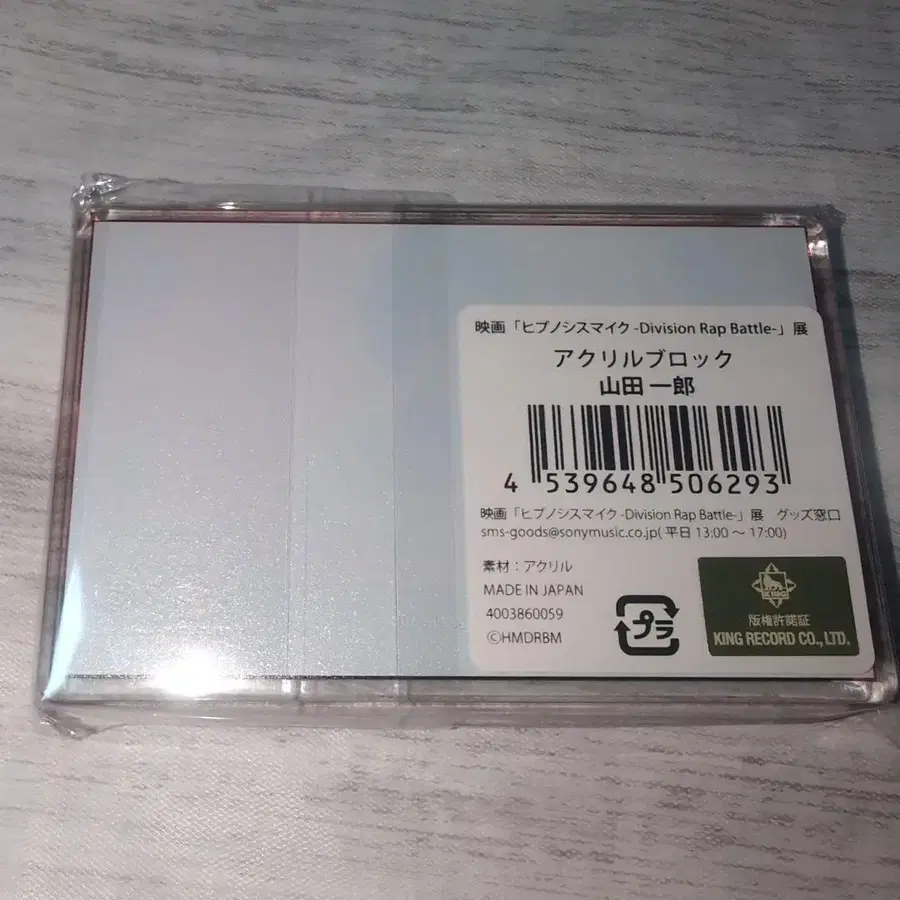 映画「ヒプノシスマイク -Division Rap Battle-」展
アクリルブロック
山田 一郎
4 539648 506293
映画「ヒプノシスマイク -Division Rap Battle-」展 グッズ窓口
sms-goods@sonymusic.co.jp( 平日 13:00 ～ 17:00)
素材：アクリル
MADE IN JAPAN
4003860059
©HMDRBM
プラ
KING
版権許諾証
KING RECORD CO., LTD.